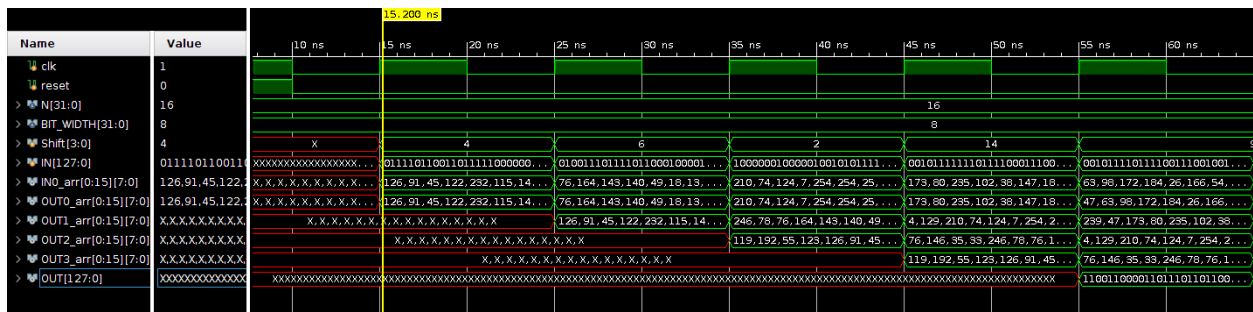 15.200 ns
Name Value 10 ns 15 ns 20 ns 25 ns 30 ns 35 ns 40 ns 45 ns 50 ns 55 ns 60 ns
clk 1
reset 0
N[31:0] 16 16
BIT_WIDTH[31:0] 8 8
Shift[3:0] 4 X 4 6 2 14 9
IN[127:0] 0111101100110 XXXXXXXXXXXXXXXXX... 011110110011011111000000... 010011101111011000100001... 100000010000010010101111... 001011111110111100011100... 001011110111100111001001...
IN0_arr[0:15][7:0] 126,91,45,122,2 X,X,X,X,X,X,X,X... 126,91,45,122,232,115,14... 76,164,143,140,49,18,13,... 210,74,124,7,254,254,25,... 173,80,235,102,38,147,18... 63,98,172,184,26,166,54,...
OUT0_arr[0:15][7:0] 126,91,45,122,2 X,X,X,X,X,X,X,X... 126,91,45,122,232,115,14... 76,164,143,140,49,18,13,... 210,74,124,7,254,254,25,... 173,80,235,102,38,147,18... 47,63,98,172,184,26,166,...
OUT1_arr[0:15][7:0] X,X,X,X,X,X,X,X,X, X,X,X,X,X,X,X,X,X,X,X,X,X,X,X,X 126,91,45,122,232,115,14... 246,78,76,164,143,140,49... 4,129,210,74,124,7,254,2... 239,47,173,80,235,102,38...
OUT2_arr[0:15][7:0] X,X,X,X,X,X,X,X,X, X,X,X,X,X,X,X,X,X,X,X,X,X,X,X,X 119,192,55,123,126,91,45... 76,146,35,33,246,78,76,1... 4,129,210,74,124,7,254,2...
OUT3_arr[0:15][7:0] X,X,X,X,X,X,X,X,X, X,X,X,X,X,X,X,X,X,X,X,X,X,X,X,X 119,192,55,123,126,91,45... 76,146,35,33,246,78,76,1...
OUT[127:0] XXXXXXXXXXXXX XXXXXXXXXXXXXXXXXXXXXXXXXXXXXXXXXXXXXXXXXXXXXXXXXXXXXXXXXXXXXXXXXXXXXXXXXXXXXXXXXXXXXXXXXXXXXXXXXXXXXXXXXXXXXXXXXXXXXXXX 110011000011011101101100...